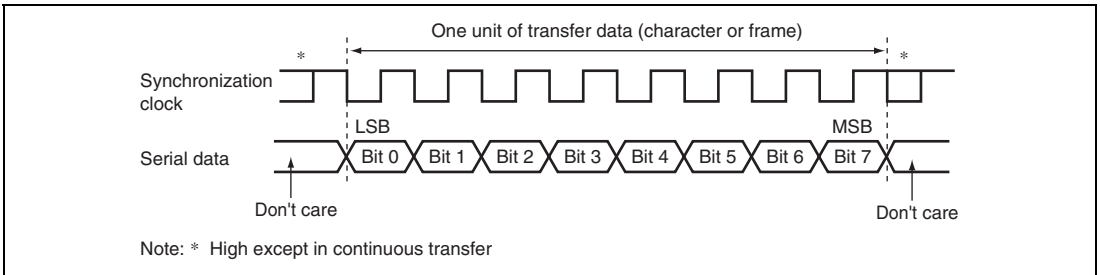 One unit of transfer data (character or frame)
* *
Synchronization
clock
LSB MSB
Serial data Bit 0 Bit 1 Bit 2 Bit 3 Bit 4 Bit 5 Bit 6 Bit 7
Don't care Don't care
Note: * High except in continuous transfer